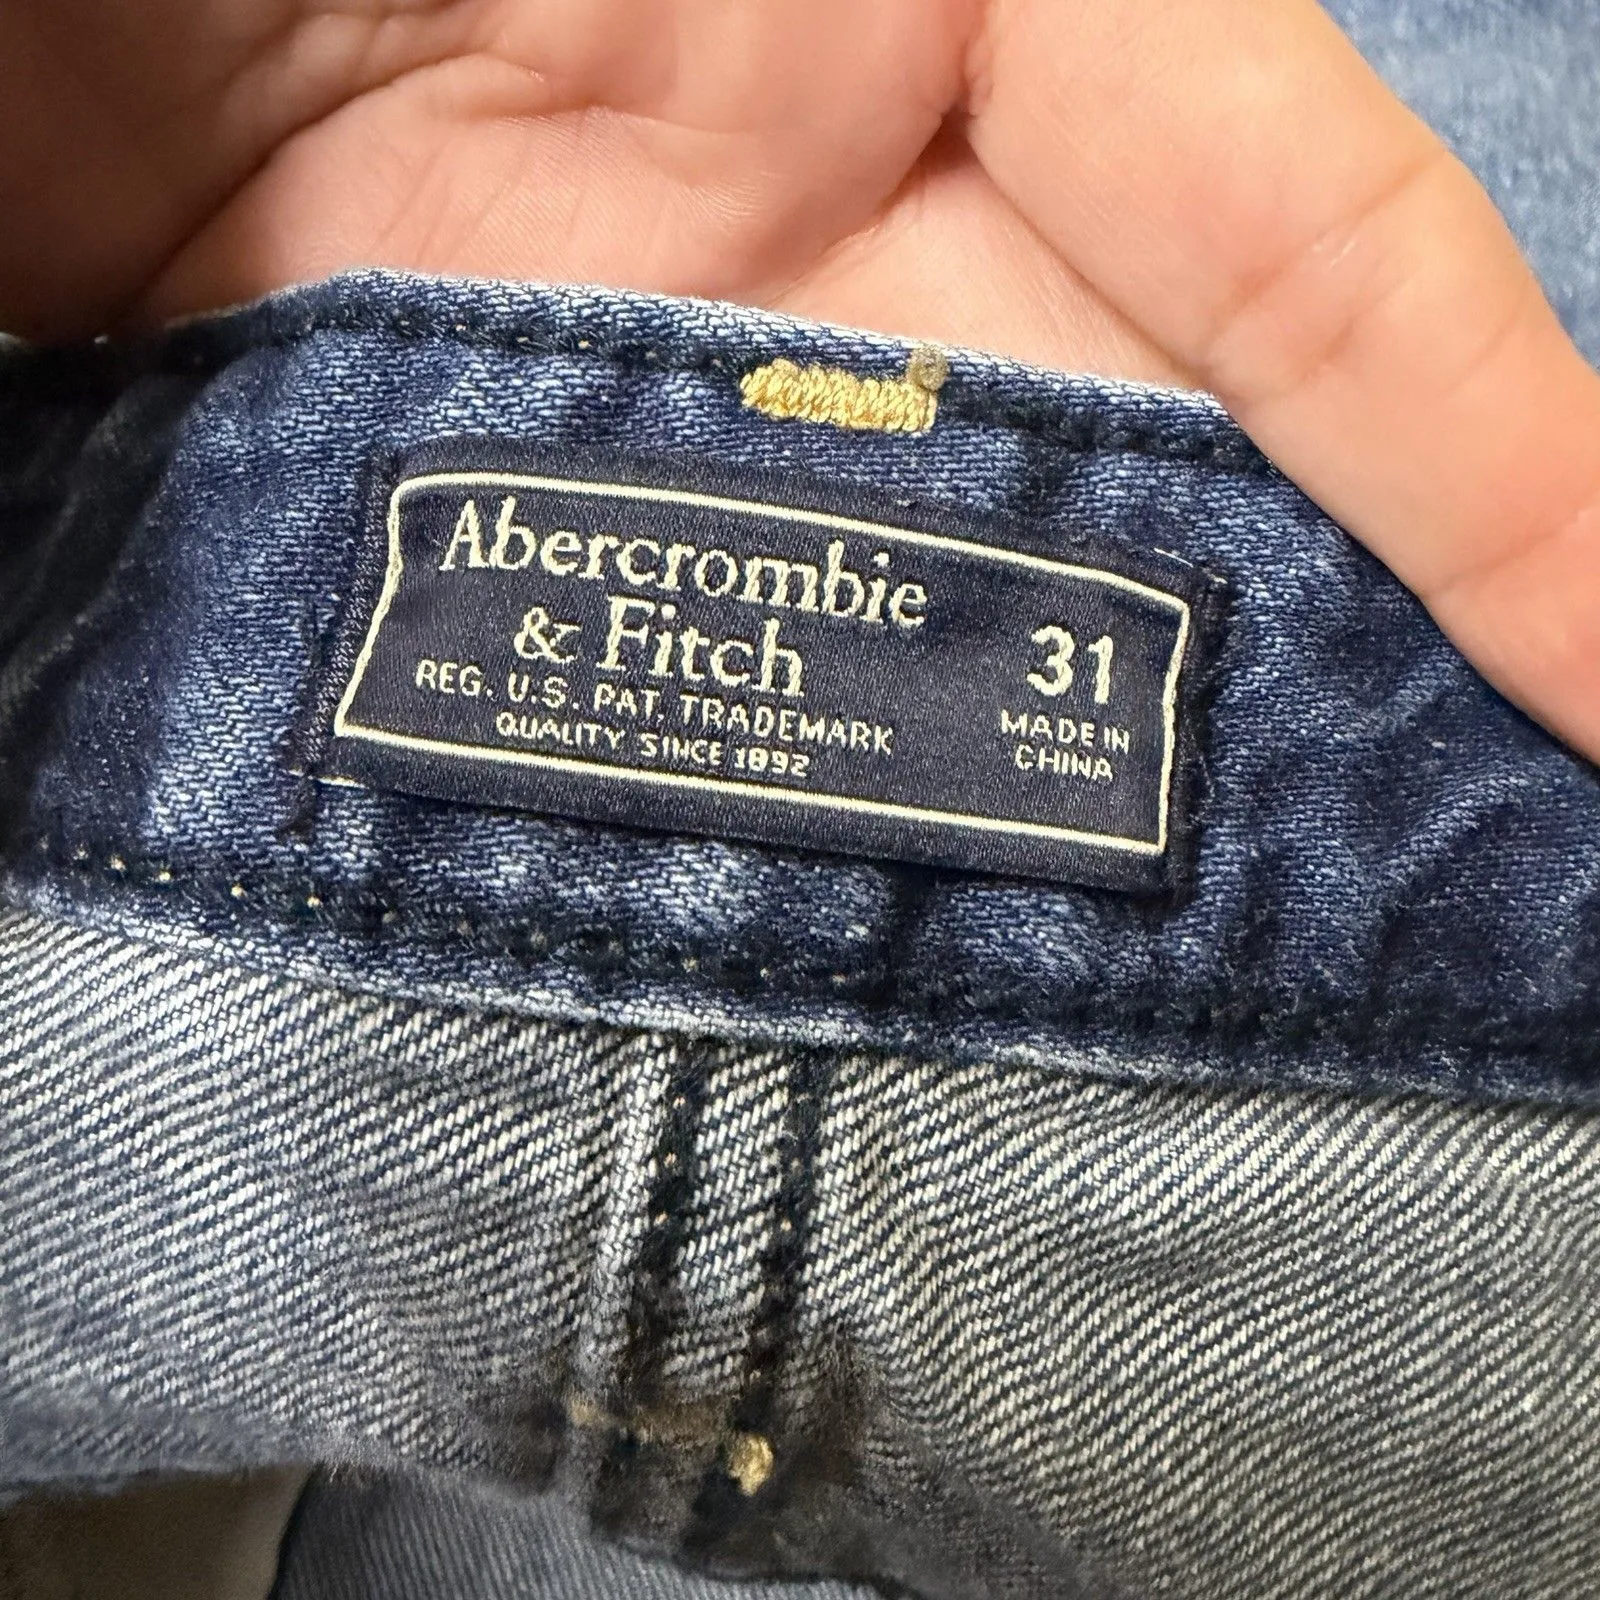 Abercrombie
& Fitch
REG. U.S. PAT. TRADEMARK
QUALITY SINCE 1892
31
MADE IN
CHINA